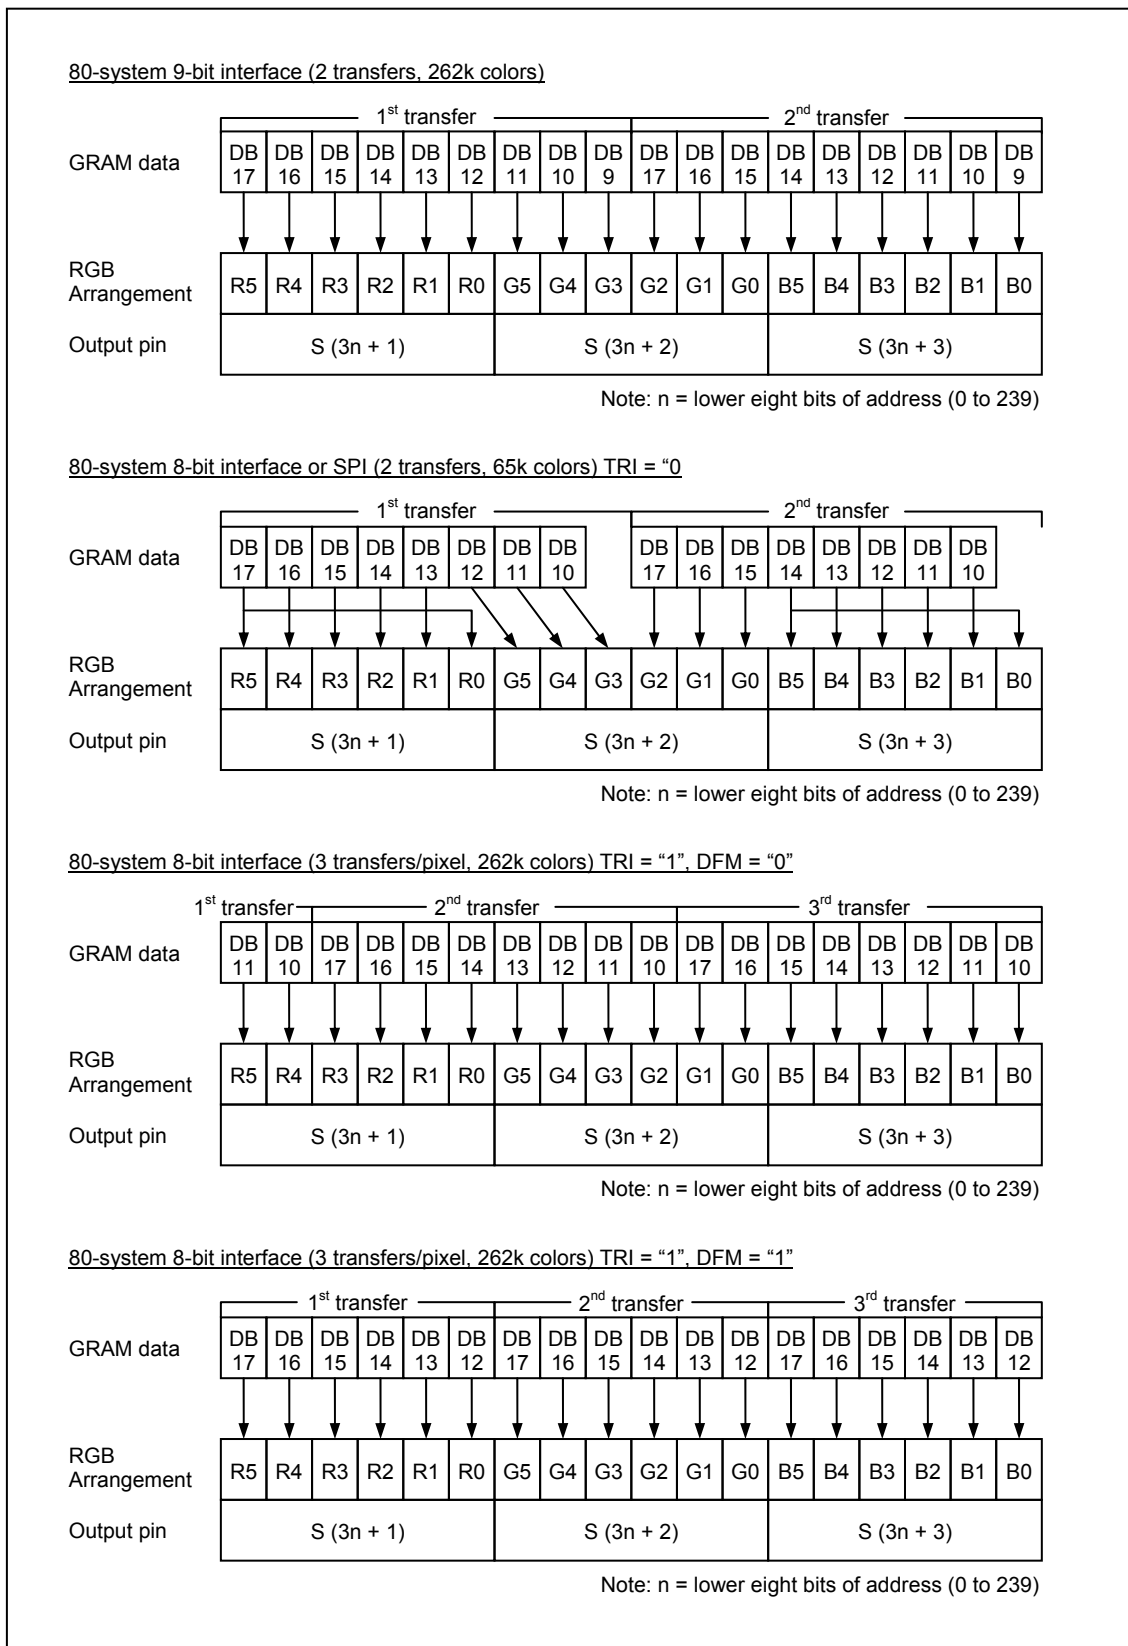 80-system 9-bit interface (2 transfers, 262k colors)
1st transfer 2nd transfer
GRAM data DB 17 DB 16 DB 15 DB 14 DB 13 DB 12 DB 11 DB 10 DB 9 DB 17 DB 16 DB 15 DB 14 DB 13 DB 12 DB 11 DB 10 DB 9
RGB Arrangement R5 R4 R3 R2 R1 R0 G5 G4 G3 G2 G1 G0 B5 B4 B3 B2 B1 B0
Output pin S (3n + 1) S (3n + 2) S (3n + 3)
Note: n = lower eight bits of address (0 to 239)
80-system 8-bit interface or SPI (2 transfers, 65k colors) TRI = “0
1st transfer 2nd transfer
GRAM data DB 17 DB 16 DB 15 DB 14 DB 13 DB 12 DB 11 DB 10 DB 17 DB 16 DB 15 DB 14 DB 13 DB 12 DB 11 DB 10
RGB Arrangement R5 R4 R3 R2 R1 R0 G5 G4 G3 G2 G1 G0 B5 B4 B3 B2 B1 B0
Output pin S (3n + 1) S (3n + 2) S (3n + 3)
Note: n = lower eight bits of address (0 to 239)
80-system 8-bit interface (3 transfers/pixel, 262k colors) TRI = “1”, DFM = “0”
1st transfer 2nd transfer 3rd transfer
GRAM data DB 11 DB 10 DB 17 DB 16 DB 15 DB 14 DB 13 DB 12 DB 11 DB 10 DB 17 DB 16 DB 15 DB 14 DB 13 DB 12 DB 11 DB 10
RGB Arrangement R5 R4 R3 R2 R1 R0 G5 G4 G3 G2 G1 G0 B5 B4 B3 B2 B1 B0
Output pin S (3n + 1) S (3n + 2) S (3n + 3)
Note: n = lower eight bits of address (0 to 239)
80-system 8-bit interface (3 transfers/pixel, 262k colors) TRI = “1”, DFM = “1”
1st transfer 2nd transfer 3rd transfer
GRAM data DB 17 DB 16 DB 15 DB 14 DB 13 DB 12 DB 17 DB 16 DB 15 DB 14 DB 13 DB 12 DB 17 DB 16 DB 15 DB 14 DB 13 DB 12
RGB Arrangement R5 R4 R3 R2 R1 R0 G5 G4 G3 G2 G1 G0 B5 B4 B3 B2 B1 B0
Output pin S (3n + 1) S (3n + 2) S (3n + 3)
Note: n = lower eight bits of address (0 to 239)